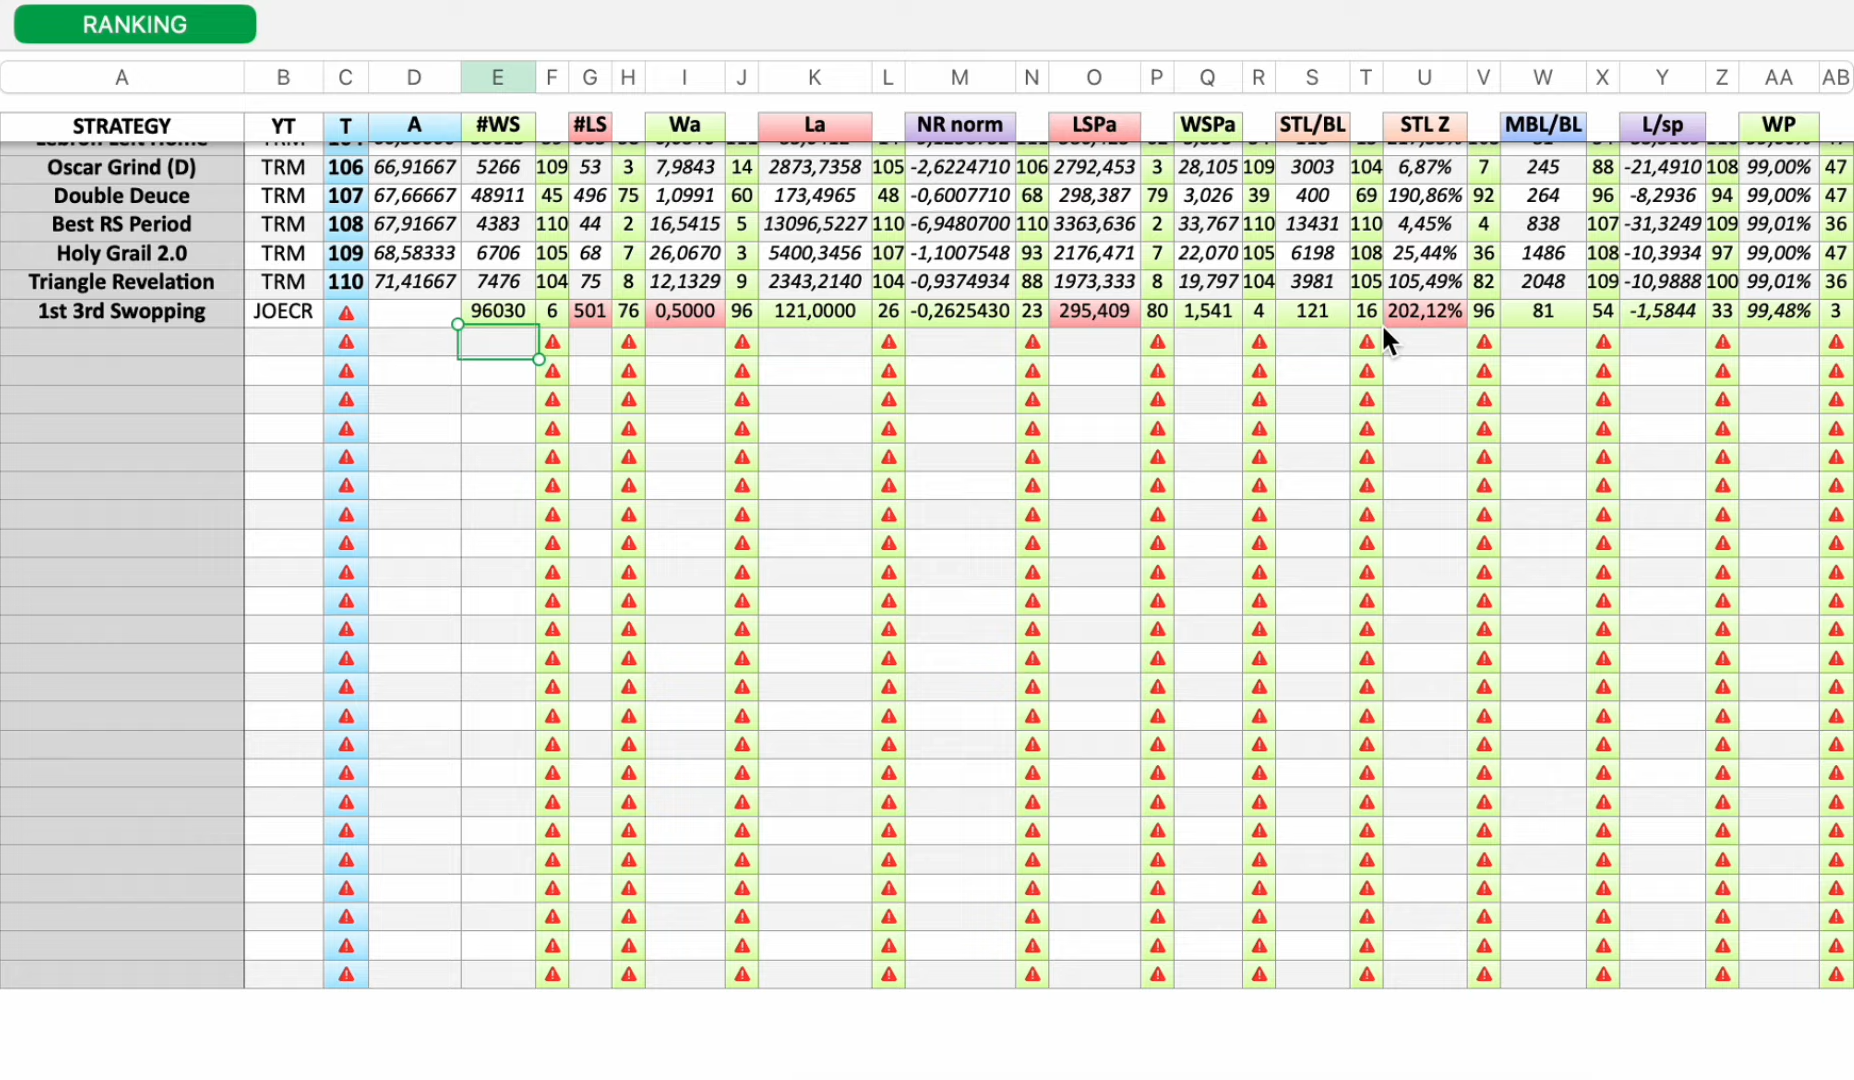 RANKING
A B C D E F G H I J K L M N O P Q R S T U V W X Y Z AA AB
STRATEGY YT T A #WS #LS Wa La NR norm LSPa WSPa STL/BL STL Z MBL/BL L/sp WP
Oscar Grind (D) TRM 106 66,91667 5266 109 53 3 7,9843 14 2873,7358 105 -2,6224710 106 2792,453 3 28,105 109 3003 104 6,87% 7 245 88 -21,4910 108 99,00% 47
Double Deuce TRM 107 67,66667 48911 45 496 75 1,0991 60 173,4965 48 -0,6007710 68 298,387 79 3,026 39 400 69 190,86% 92 264 96 -8,2936 94 99,00% 47
Best RS Period TRM 108 67,91667 4383 110 44 2 16,5415 5 13096,5227 110 -6,9480700 110 3363,636 2 33,767 110 13431 110 4,45% 4 838 107 -31,3249 109 99,01% 36
Holy Grail 2.0 TRM 109 68,58333 6706 105 68 7 26,0670 3 5400,3456 107 -1,1007548 93 2176,471 7 22,070 105 6198 108 25,44% 36 1486 108 -10,3934 97 99,00% 47
Triangle Revelation TRM 110 71,41667 7476 104 75 8 12,1329 9 2343,2140 104 -0,9374934 88 1973,333 8 19,797 104 3981 105 105,49% 82 2048 109 -10,9888 100 99,01% 36
1st 3rd Swopping JOECR 96030 6 501 76 0,5000 96 121,0000 26 -0,2625430 23 295,409 80 1,541 4 121 16 202,12% 96 81 54 -1,5844 33 99,48% 3